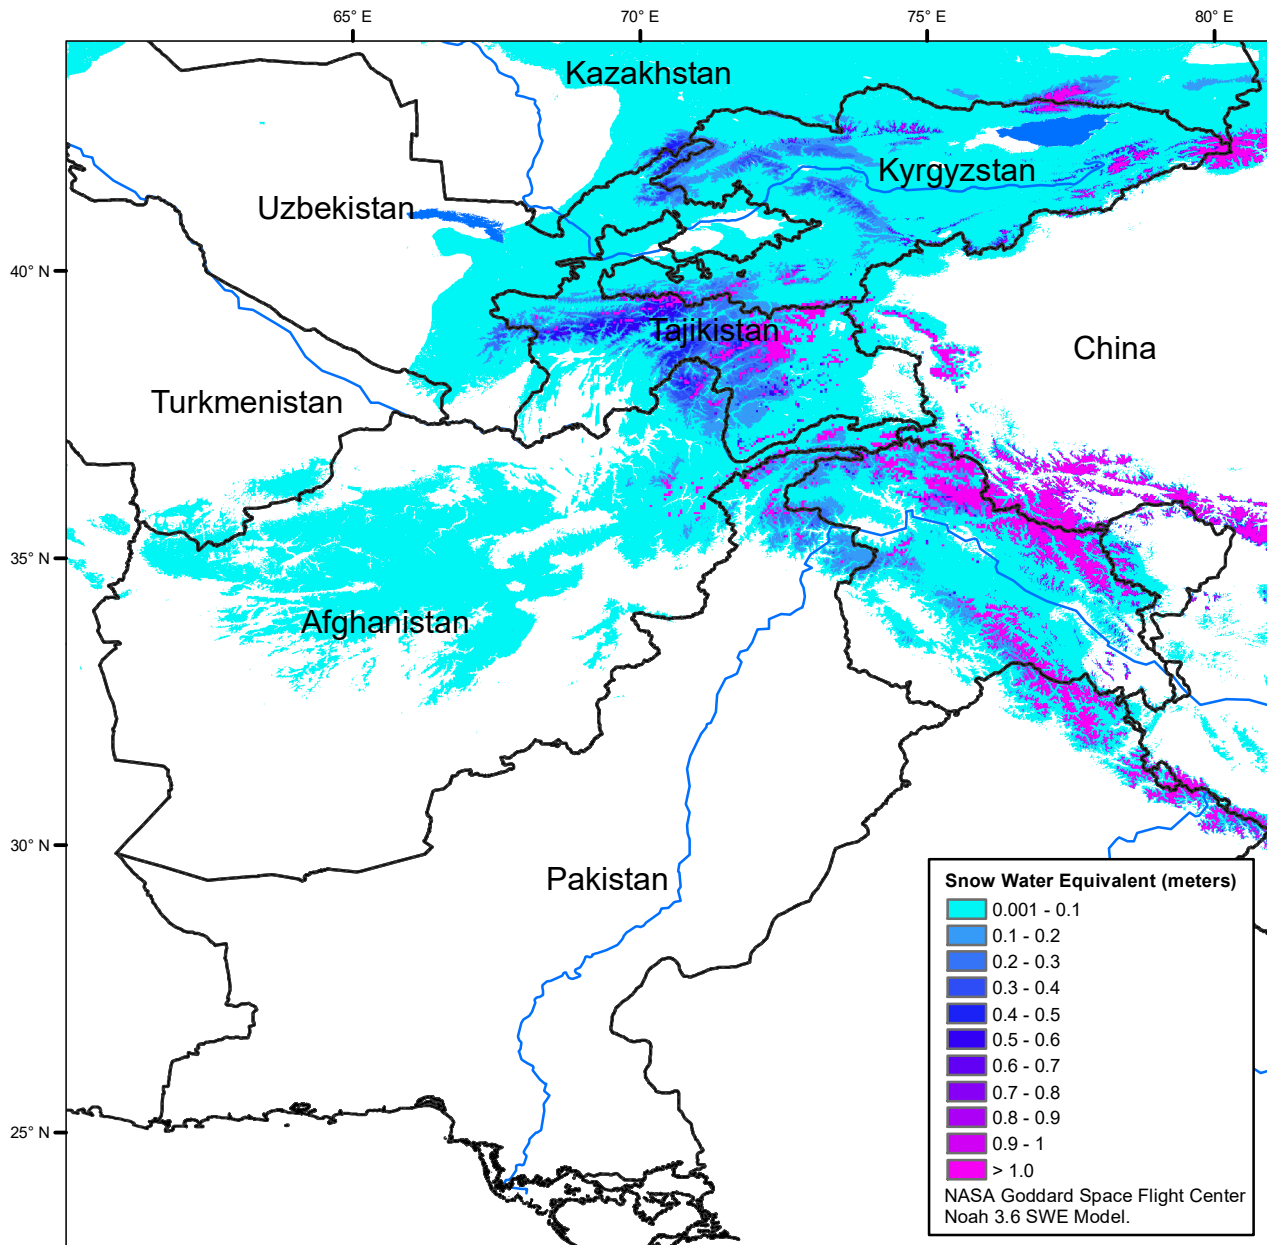 65° E
70° E
75° E
80° E
Kazakhstan
Kyrgyzstan
Uzbekistan
40° N
Tajikistan
China
Turkmenistan
35° N
Afghanistan
30° N
Pakistan
Snow Water Equivalent (meters)
0.001 - 0.1
0.1 - 0.2
0.2 - 0.3
0.3 - 0.4
0.4 - 0.5
0.5 - 0.6
0.6 - 0.7
0.7 - 0.8
0.8 - 0.9
0.9 - 1
> 1.0
25° N
NASA Goddard Space Flight Center
Noah 3.6 SWE Model.